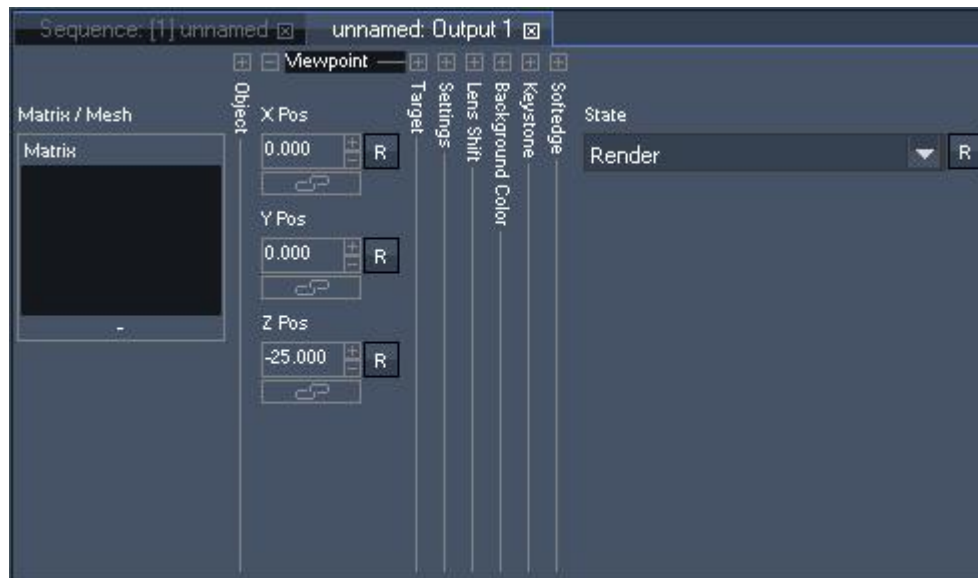 Sequence: [1] unnamed
unnamed: Output 1
Viewpoint
Matrix / Mesh
Matrix
-
Object
X Pos
0.000
R
Y Pos
0.000
R
Z Pos
-25.000
R
Target
Settings
Lens Shift
Background Color
Keystone
Softedge
State
Render
R